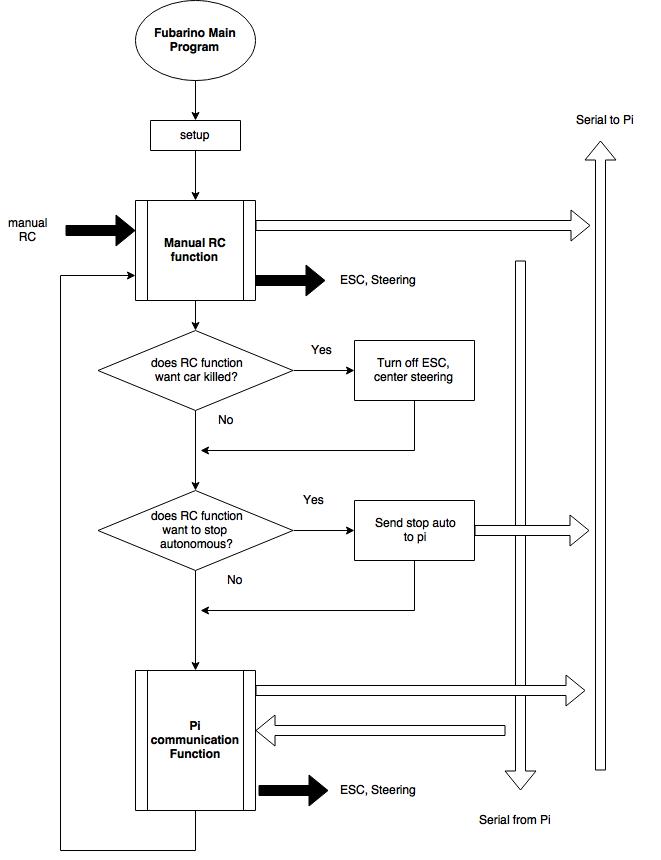 Fubarino Main
Program
Serial to Pi
setup
manual
RC
Manual RC
function
ESC, Steering
does RC function
want car killed?
Yes
Turn off ESC,
center steering
No
does RC function
want to stop
autonomous?
Yes
Send stop auto
to pi
No
Pi
communication
Function
ESC, Steering
Serial from Pi